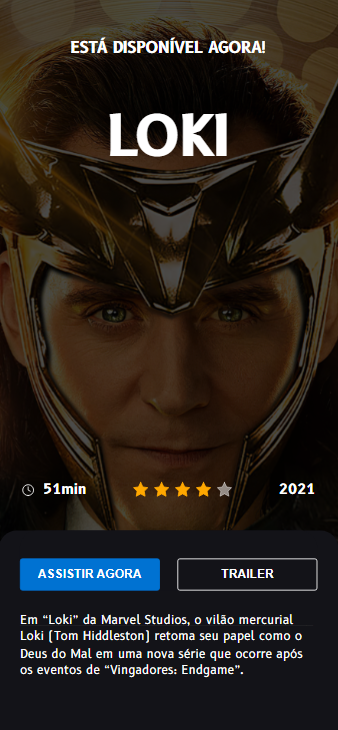 ESTÁ DISPONÍVEL AGORA!
LOKI
51min 2021
ASSISTIR AGORA TRAILER
Em “Loki” da Marvel Studios, o vilão mercurial
Loki (Tom Hiddleston) retoma seu papel como o
Deus do Mal em uma nova série que ocorre após
os eventos de “Vingadores: Endgame”.